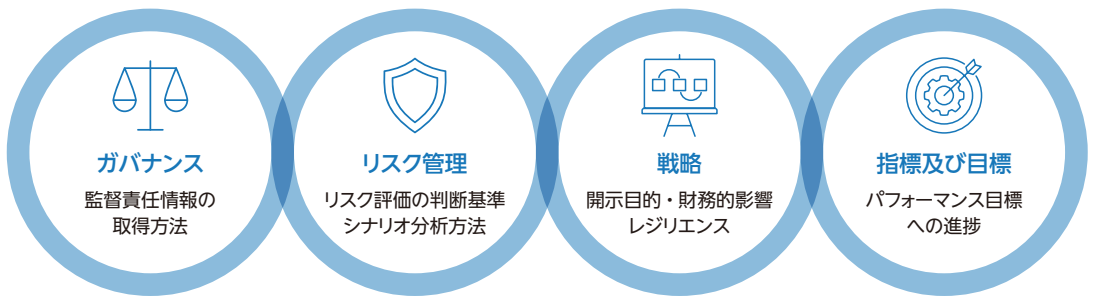 ガバナンス
監督責任情報の
取得方法
リスク管理
リスク評価の判断基準
シナリオ分析方法
戦略
開示目的・財務的影響
レジリエンス
指標及び目標
パフォーマンス目標
への進捗